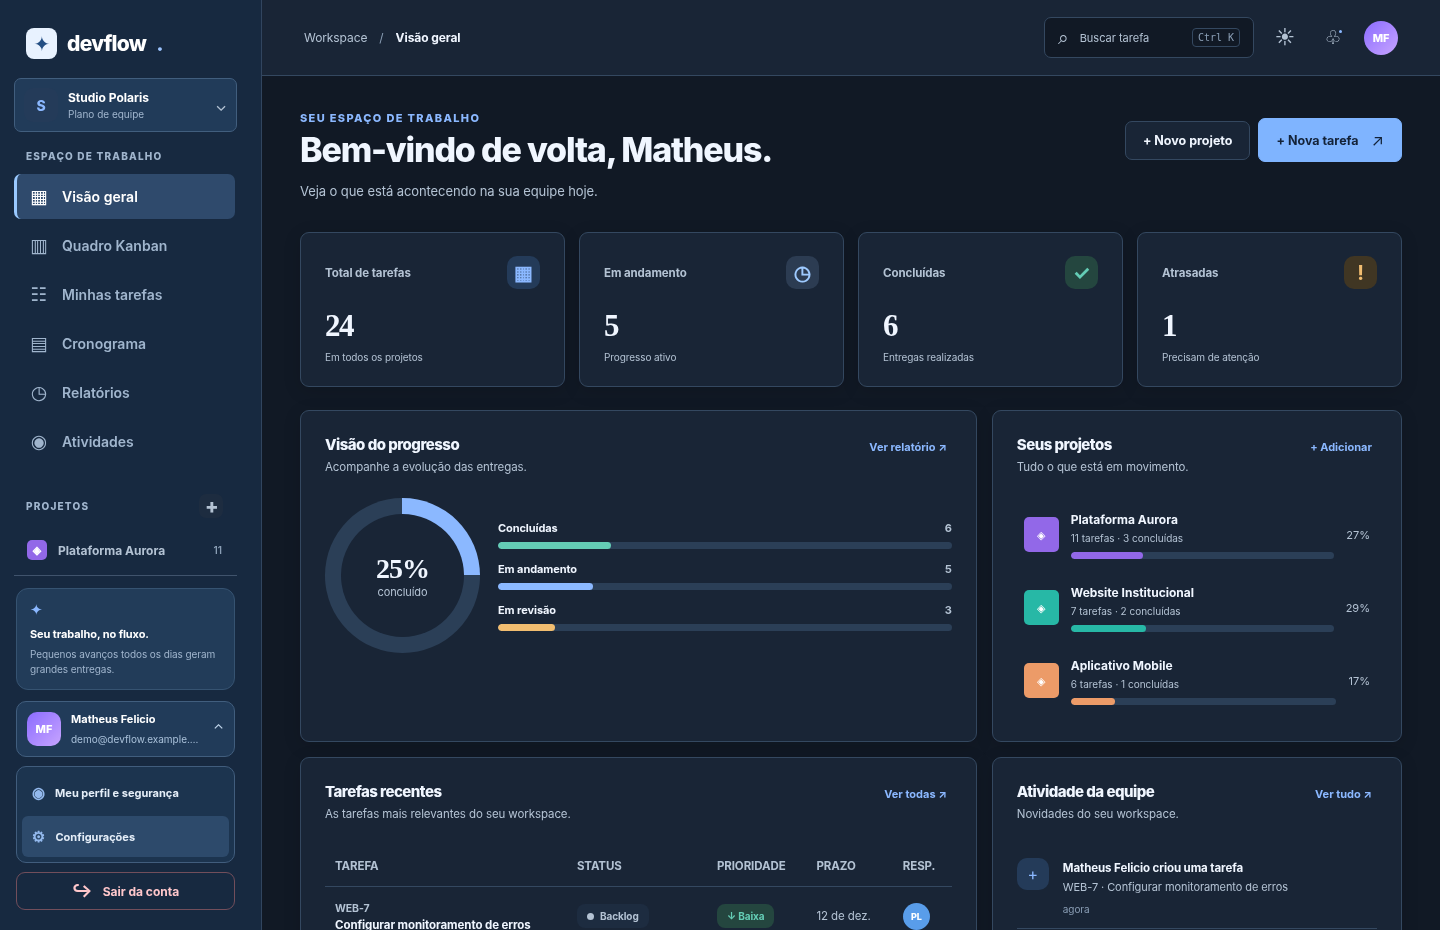 devflow .
S
Studio Polaris
Plano de equipe
ESPAÇO DE TRABALHO
Visão geral
Quadro Kanban
Minhas tarefas
Cronograma
Relatórios
Atividades
PROJETOS
+
Plataforma Aurora 11
Seu trabalho, no fluxo.
Pequenos avanços todos os dias geram
grandes entregas.
MF
Matheus Felicio
demo@devflow.example....
Meu perfil e segurança
Configurações
Sair da conta
Workspace / Visão geral
Buscar tarefa Ctrl K
MF
SEU ESPAÇO DE TRABALHO
Bem-vindo de volta, Matheus.
Veja o que está acontecendo na sua equipe hoje.
+ Novo projeto
+ Nova tarefa ↗
Total de tarefas
24
Em todos os projetos
Em andamento
5
Progresso ativo
Concluídas
✓
6
Entregas realizadas
Atrasadas
!
1
Precisam de atenção
Visão do progresso
Acompanhe a evolução das entregas.
Ver relatório ↗
25%
concluído
Concluídas 6
Em andamento 5
Em revisão 3
Seus projetos
Tudo o que está em movimento.
+ Adicionar
Plataforma Aurora
11 tarefas · 3 concluídas
27%
Website Institucional
7 tarefas · 2 concluídas
29%
Aplicativo Mobile
6 tarefas · 1 concluídas
17%
Tarefas recentes
As tarefas mais relevantes do seu workspace.
Ver todas ↗
TAREFA STATUS PRIORIDADE PRAZO RESP.
WEB-7
Configurar monitoramento de erros
Backlog
↓ Baixa
12 de dez.
PL
Atividade da equipe
Novidades do seu workspace.
Ver tudo ↗
+
Matheus Felicio criou uma tarefa
WEB-7 · Configurar monitoramento de erros
agora